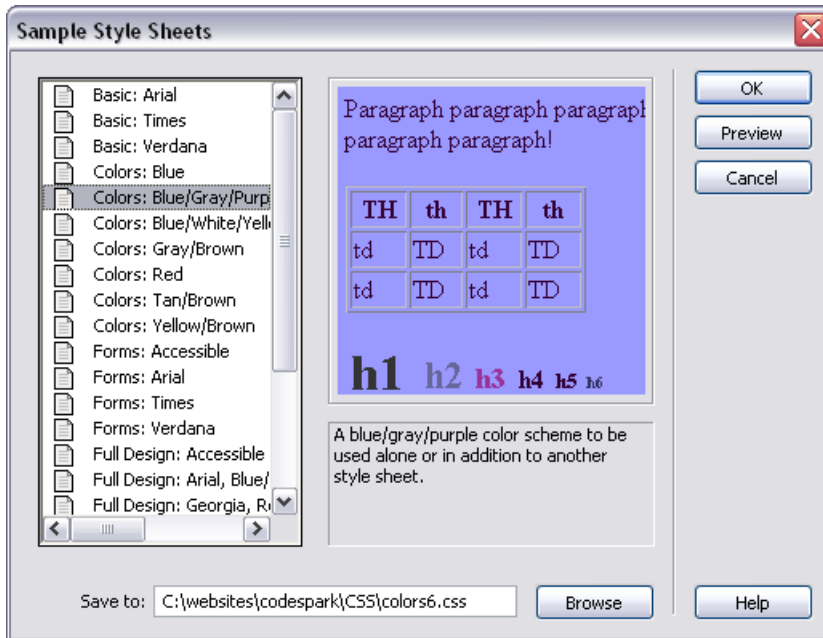 Sample Style Sheets
Basic: Arial
Basic: Times
Basic: Verdana
Colors: Blue
Colors: Blue/Gray/Purp
Colors: Blue/White/Yell
Colors: Gray/Brown
Colors: Red
Colors: Tan/Brown
Colors: Yellow/Brown
Forms: Accessible
Forms: Arial
Forms: Times
Forms: Verdana
Full Design: Accessible
Full Design: Arial, Blue/
Full Design: Georgia, R
Paragraph paragraph paragraph
paragraph paragraph!
TH th TH th
td TD td TD
td TD td TD
h1 h2 h3 h4 h5 h6
A blue/gray/purple color scheme to be
used alone or in addition to another
style sheet.
OK
Preview
Cancel
Save to: C:\websites\codespark\CSS\colors6.css Browse Help